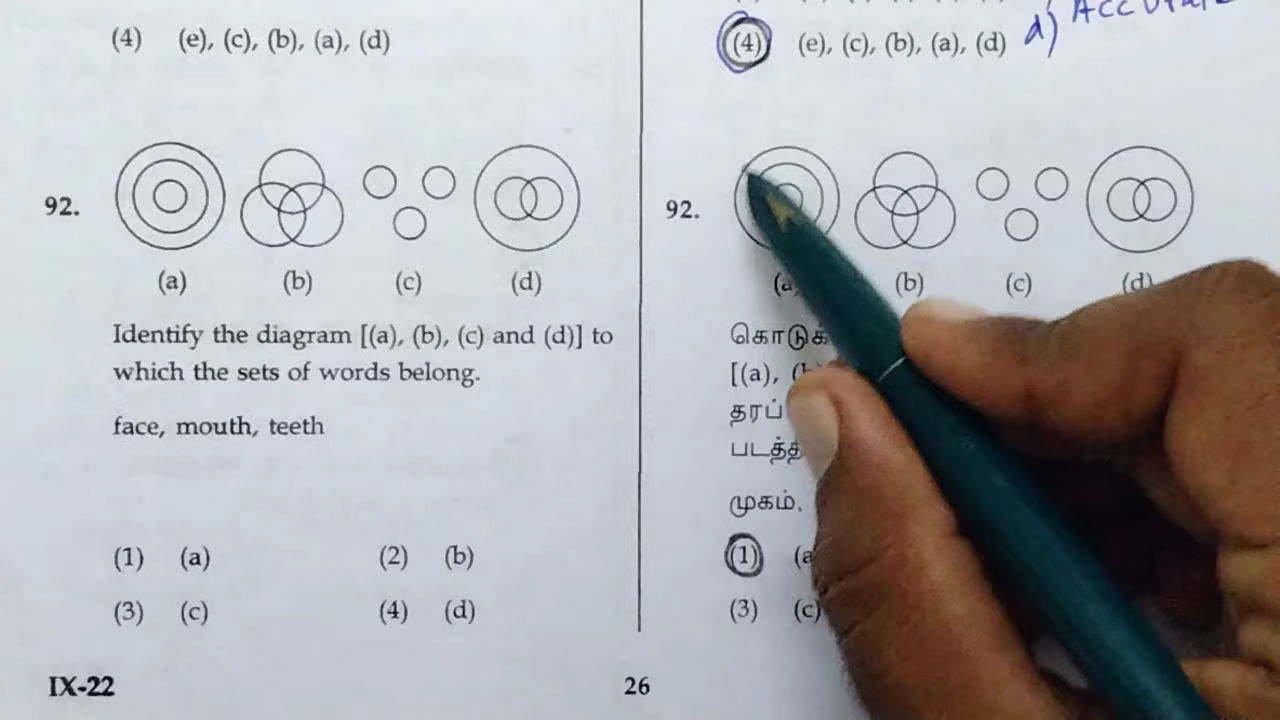 (4) (e), (c), (b), (a), (d)
92.
(a) (b) (c) (d)
Identify the diagram [(a), (b), (c) and (d)] to
which the sets of words belong.
face, mouth, teeth
(1) (a) (2) (b)
(3) (c) (4) (d)
IX-22
26
d) 
(4) (e), (c), (b), (a), (d)
92.
(a) (b) (c) (d)
[(a),
முகம்,
(1)
(3) (c)